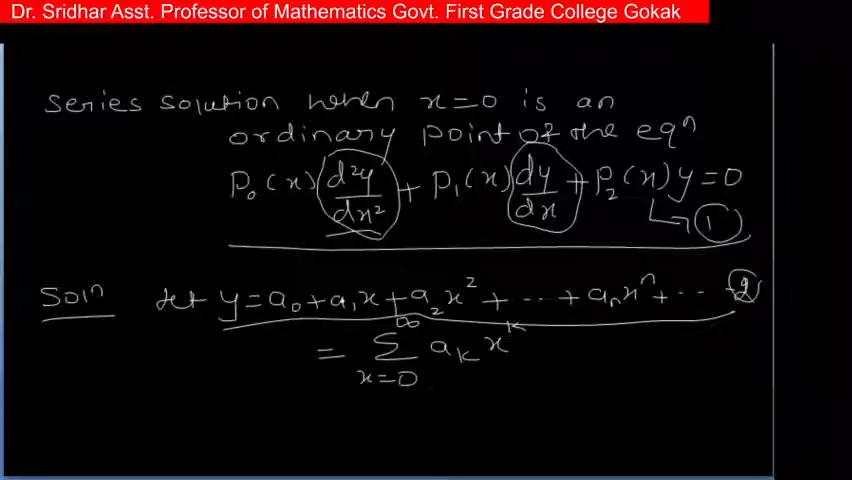 Dr. Sridhar Asst. Professor of Mathematics Govt. First Grade College Gokak
Series solution when x=0 is an
ordinary point of the eqⁿ
P₀(x) d²y/dx² + P₁(x) dy/dx + P₂(x) y = 0 → ①
Solⁿ Let y = a₀ + a₁x + a₂x² + ... + aₙxⁿ + ... - ②
= ∑_{x=0}^{∞} aₖ xᵏ